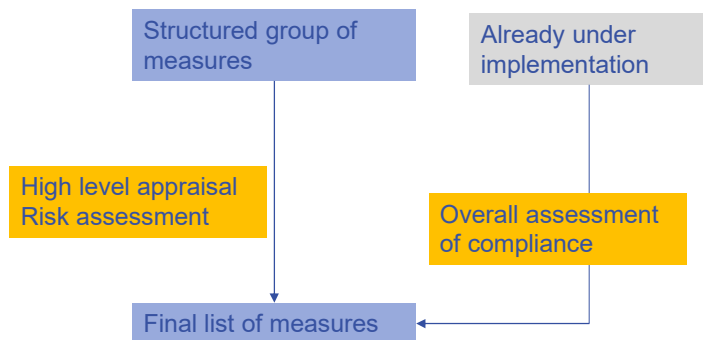 Structured group of
measures
Already under
implementation
High level appraisal
Risk assessment
Overall assessment
of compliance
Final list of measures